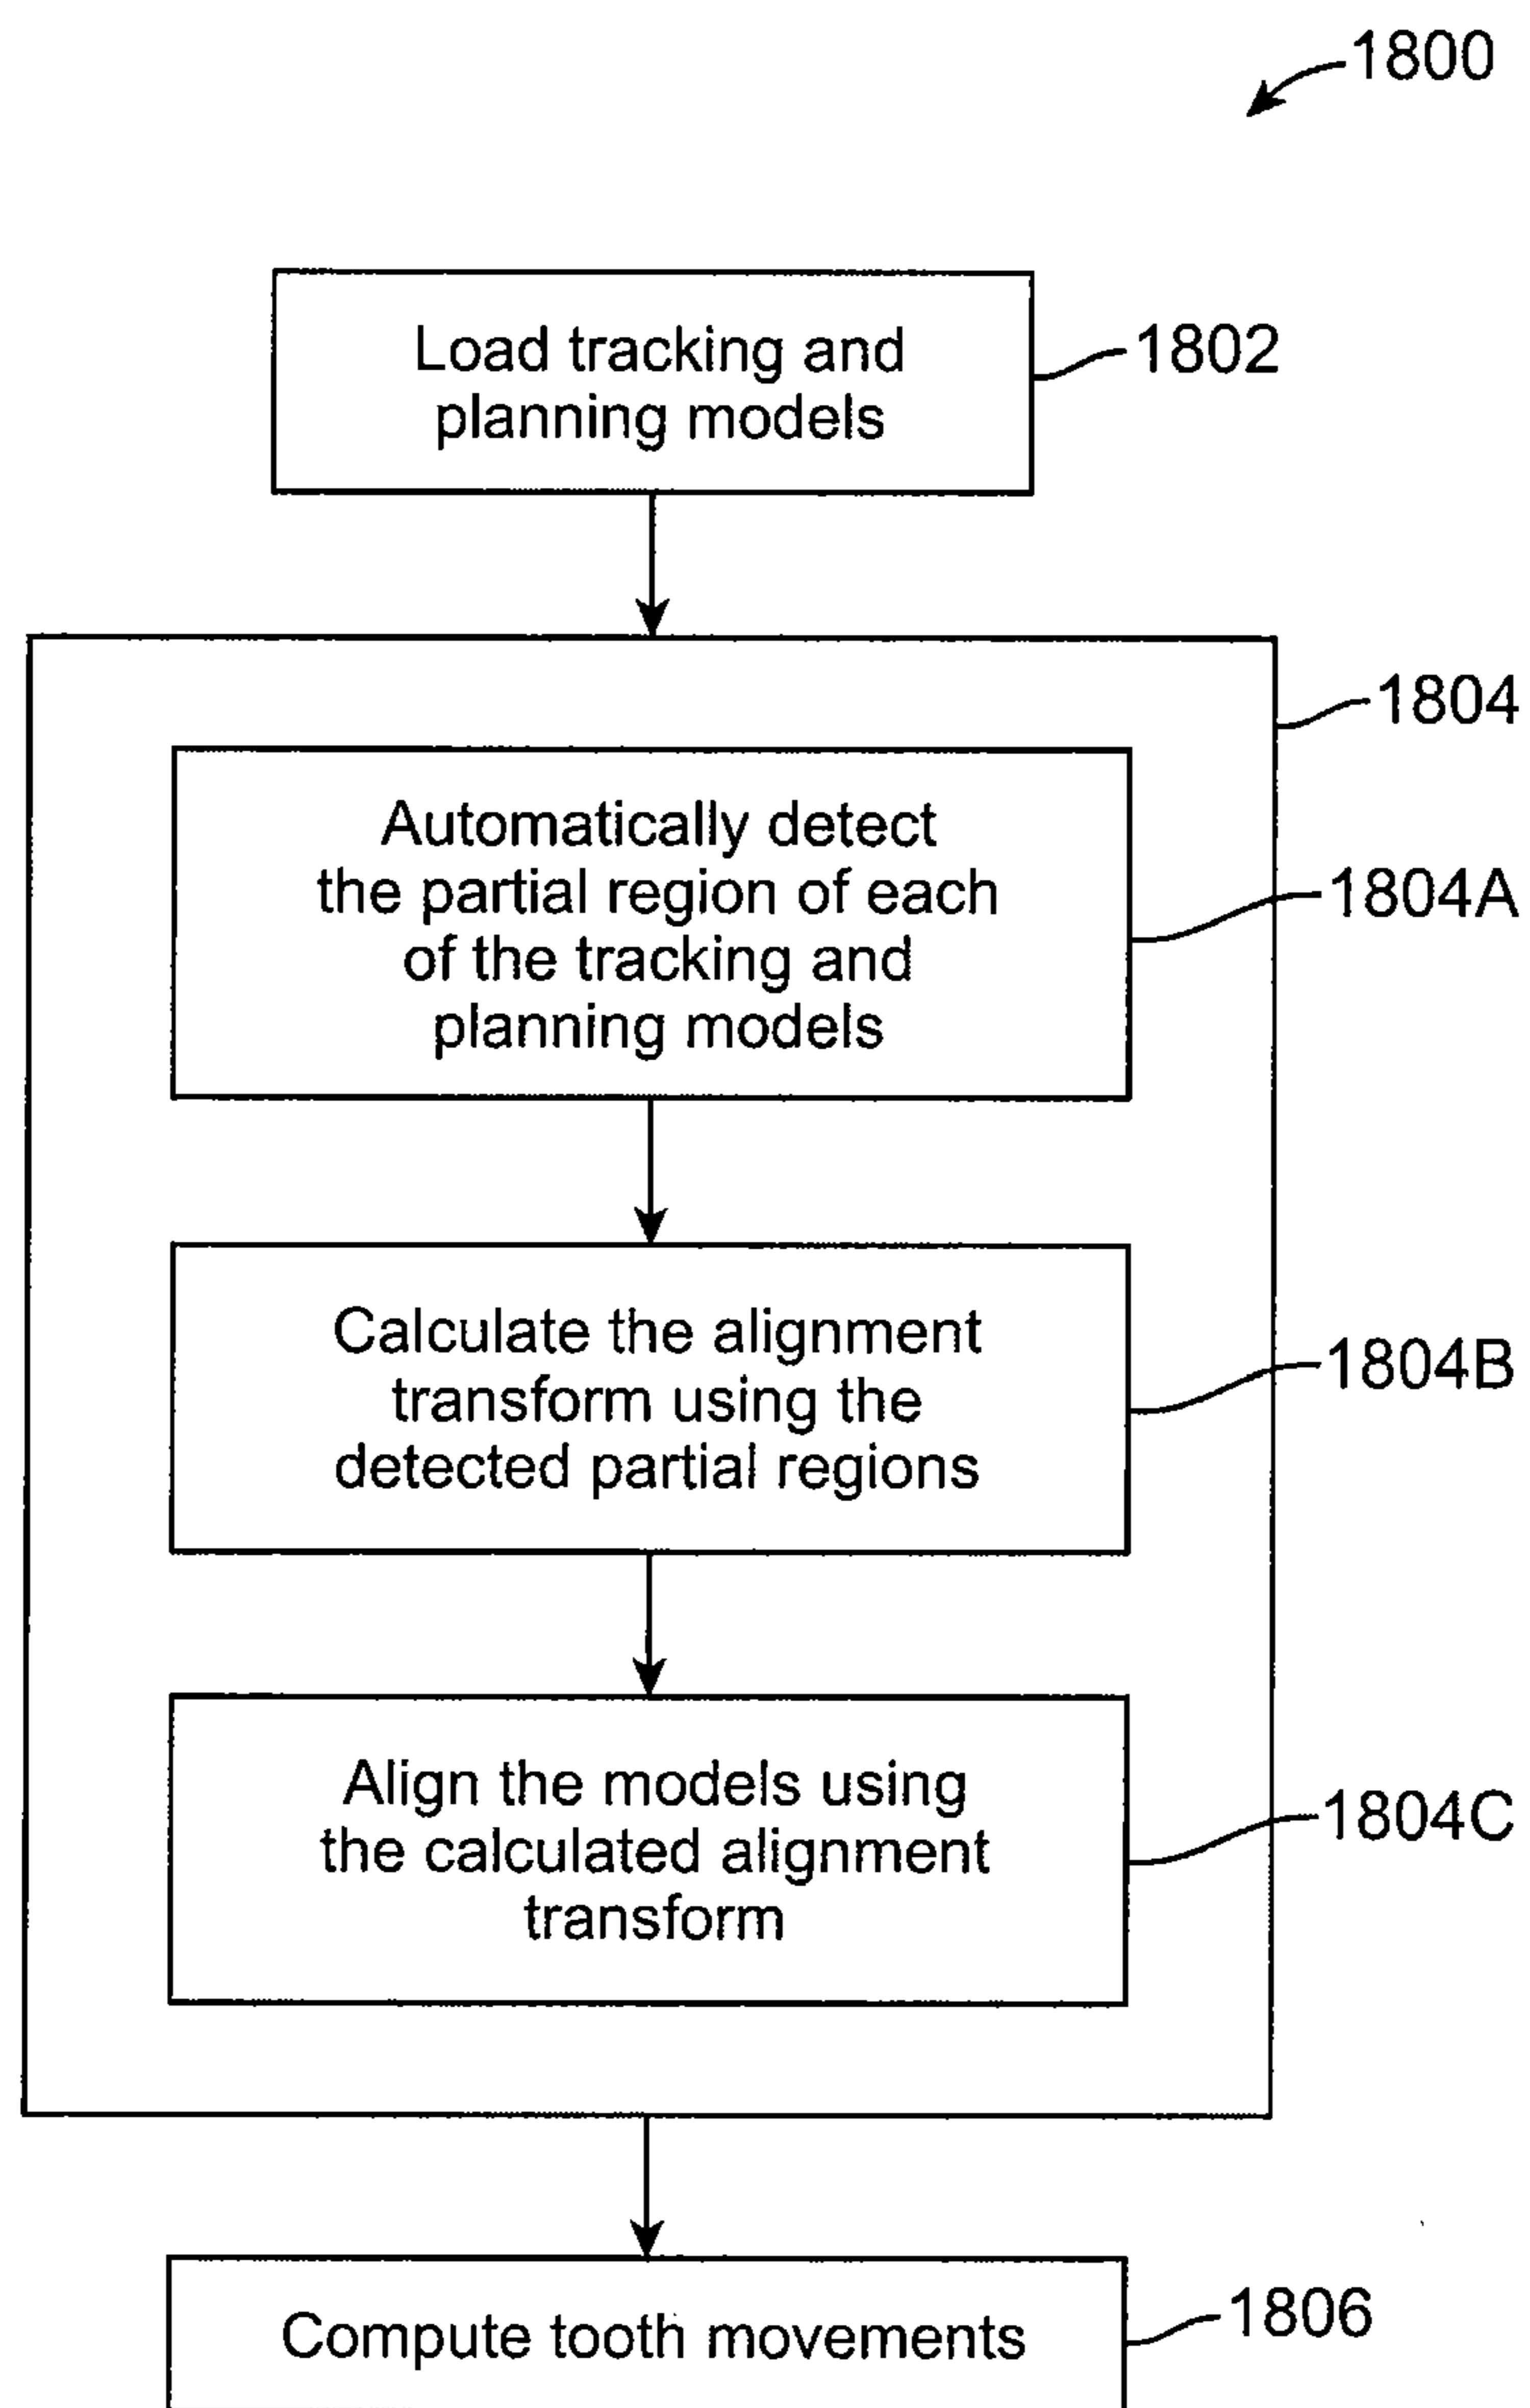 1800
Load tracking and
planning models
1802
1804
Automatically detect
the partial region of each
of the tracking and
planning models
1804A
Calculate the alignment
transform using the
detected partial regions
1804B
Align the models using
the calculated alignment
transform
1804C
Compute tooth movements
1806